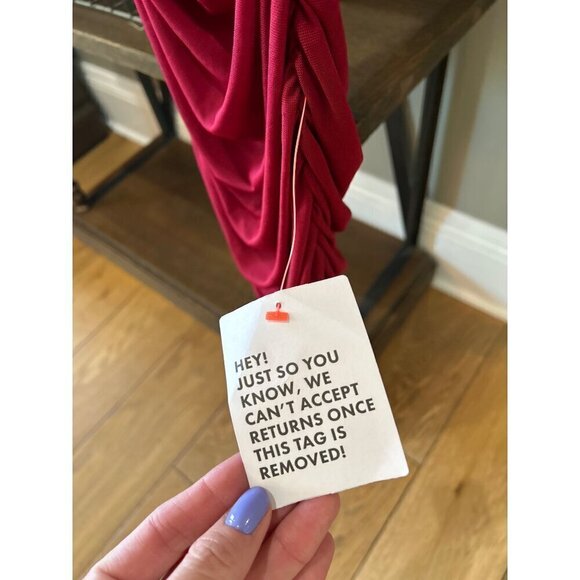 HEY!
JUST SO YOU
KNOW, WE
CAN'T ACCEPT
RETURNS ONCE
THIS TAG IS
REMOVED!